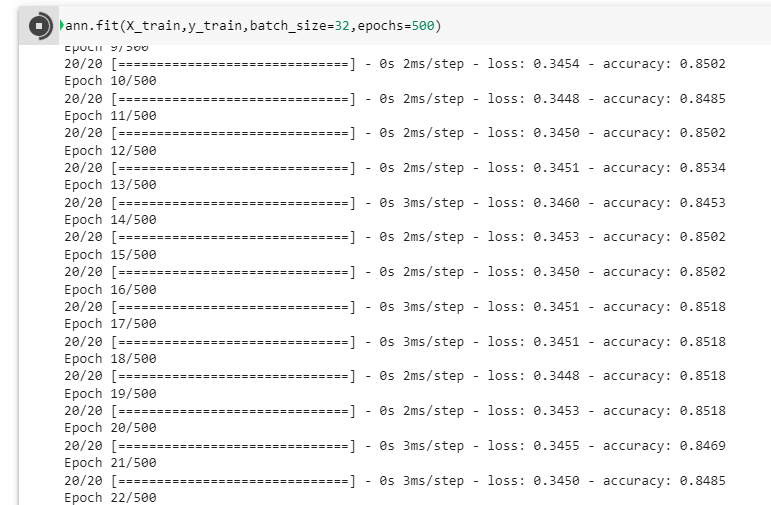 ann.fit(X_train,y_train,batch_size=32,epochs=500)
Epoch 9/500
20/20 [==============================] - 0s 2ms/step - loss: 0.3454 - accuracy: 0.8502
Epoch 10/500
20/20 [==============================] - 0s 2ms/step - loss: 0.3448 - accuracy: 0.8485
Epoch 11/500
20/20 [==============================] - 0s 2ms/step - loss: 0.3450 - accuracy: 0.8502
Epoch 12/500
20/20 [==============================] - 0s 2ms/step - loss: 0.3451 - accuracy: 0.8534
Epoch 13/500
20/20 [==============================] - 0s 3ms/step - loss: 0.3460 - accuracy: 0.8453
Epoch 14/500
20/20 [==============================] - 0s 2ms/step - loss: 0.3453 - accuracy: 0.8502
Epoch 15/500
20/20 [==============================] - 0s 2ms/step - loss: 0.3450 - accuracy: 0.8502
Epoch 16/500
20/20 [==============================] - 0s 3ms/step - loss: 0.3451 - accuracy: 0.8518
Epoch 17/500
20/20 [==============================] - 0s 3ms/step - loss: 0.3451 - accuracy: 0.8518
Epoch 18/500
20/20 [==============================] - 0s 2ms/step - loss: 0.3448 - accuracy: 0.8518
Epoch 19/500
20/20 [==============================] - 0s 2ms/step - loss: 0.3453 - accuracy: 0.8518
Epoch 20/500
20/20 [==============================] - 0s 3ms/step - loss: 0.3455 - accuracy: 0.8469
Epoch 21/500
20/20 [==============================] - 0s 3ms/step - loss: 0.3450 - accuracy: 0.8485
Epoch 22/500